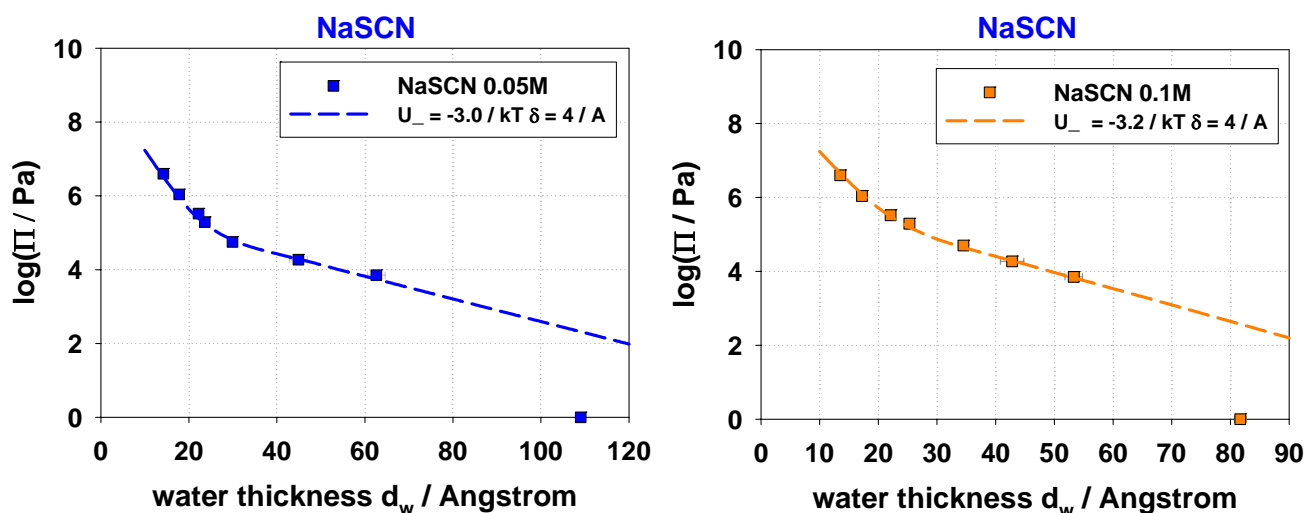 NaSCN
10
8
6
4
2
0
log(Π / Pa)
NaSCN 0.05M
U_ = -3.0 / kT δ = 4 / A
0 20 40 60 80 100 120
water thickness d_w / Angstrom
NaSCN
10
8
6
4
2
0
log(Π / Pa)
NaSCN 0.1M
U_ = -3.2 / kT δ = 4 / A
0 10 20 30 40 50 60 70 80 90
water thickness d_w / Angstrom